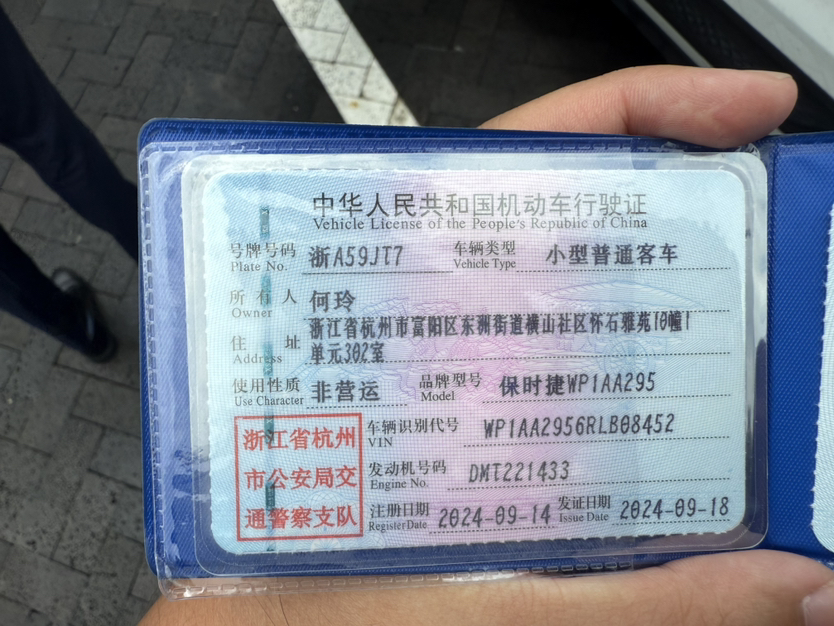 中华人民共和国机动车行驶证
Vehicle License of the People's Republic of China
号牌号码 浙A59JT7 车辆类型 小型普通客车
Plate No. Vehicle Type
所有人 何玲
Owner
住址 浙江省杭州市富阳区东洲街道横山社区怀石雅苑10幢1
Address 单元302室
使用性质 非营运 品牌型号 保时捷WP1AA295
Use Character Model
浙江省杭州
市公安局交
通警察支队
车辆识别代号 WP1AA2956RLB08452
VIN
发动机号码 DMT221433
Engine No.
注册日期 2024-09-14 发证日期 2024-09-18
Register Date Issue Date